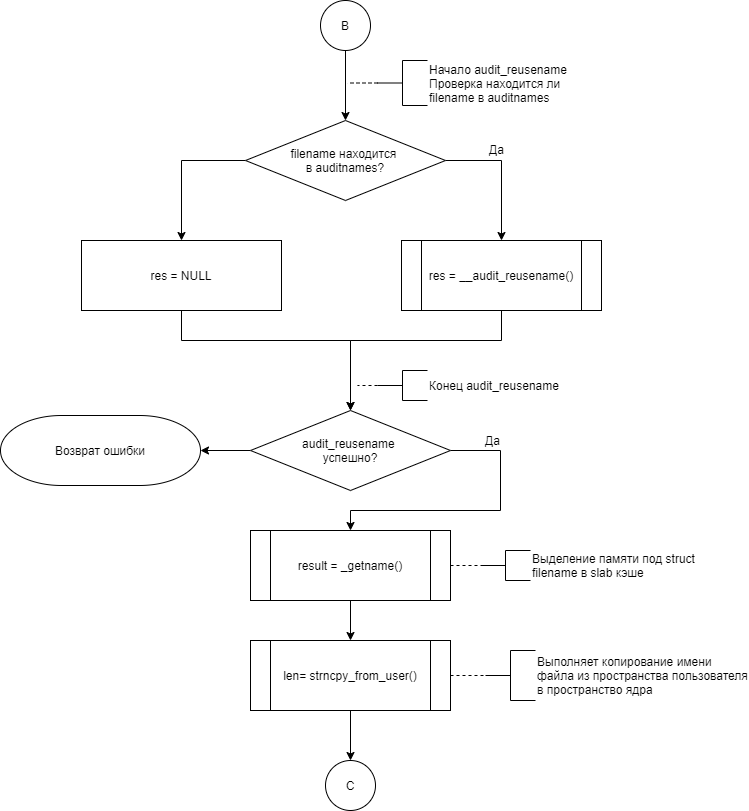 B
Начало audit_reusename
Проверка находится ли
filename в auditnames
filename находится
в auditnames?
Да
res = NULL
res = __audit_reusename()
Конец audit_reusename
audit_reusename
успешно?
Да
Возврат ошибки
result = _getname()
Выделение памяти под struct
filename в slab кэше
len= strncpy_from_user()
Выполняет копирование имени
файла из пространства пользователя
в пространство ядра
C